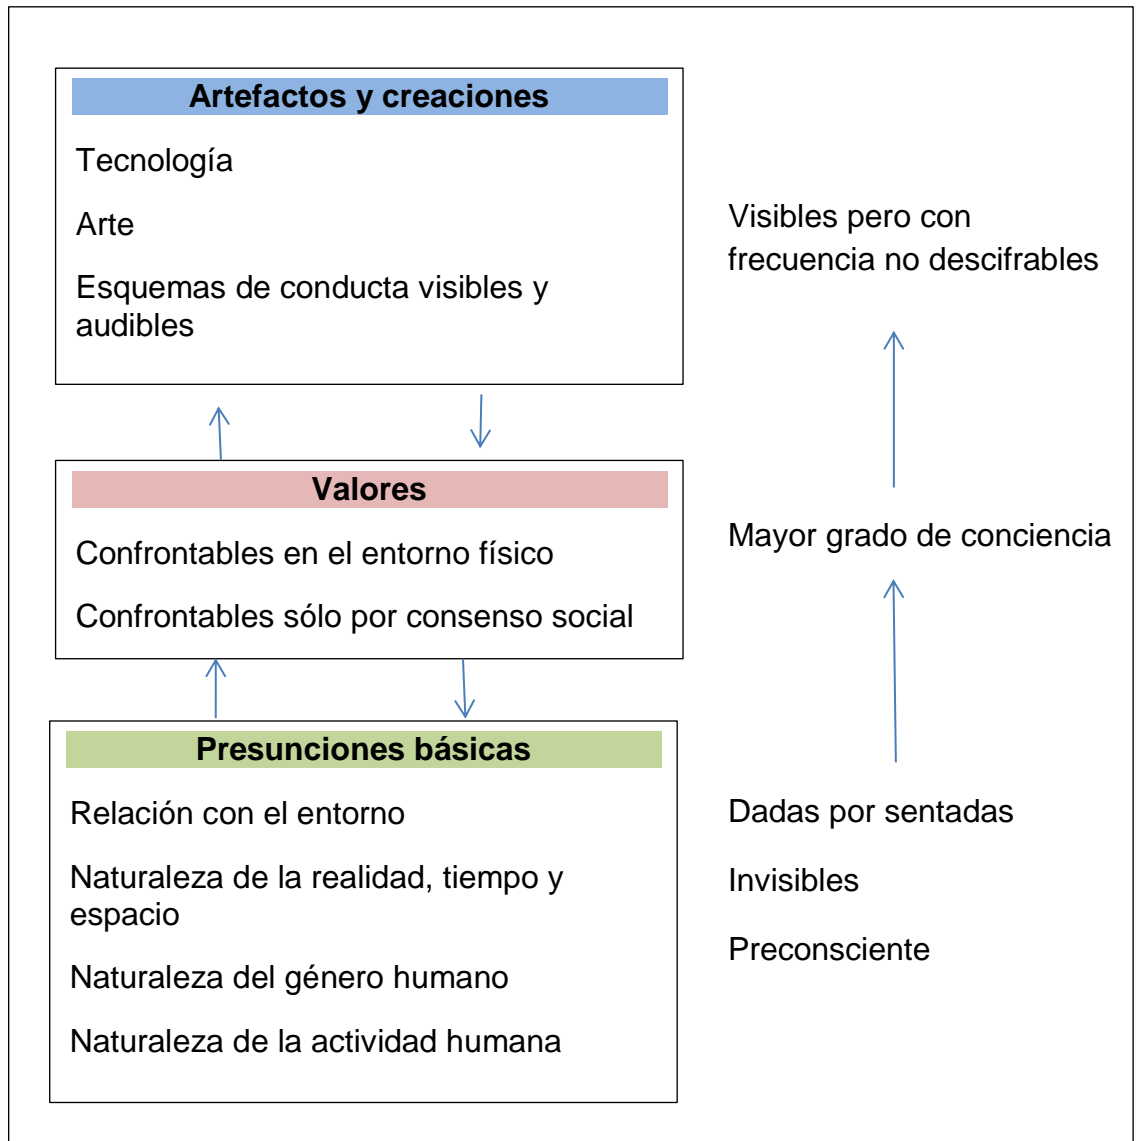 Artefactos y creaciones
Tecnología
Arte
Esquemas de conducta visibles y
audibles
Visibles pero con
frecuencia no descifrables
Valores
Confrontables en el entorno físico
Confrontables sólo por consenso social
Mayor grado de conciencia
Presunciones básicas
Relación con el entorno
Naturaleza de la realidad, tiempo y
espacio
Naturaleza del género humano
Naturaleza de la actividad humana
Dadas por sentadas
Invisibles
Preconsciente